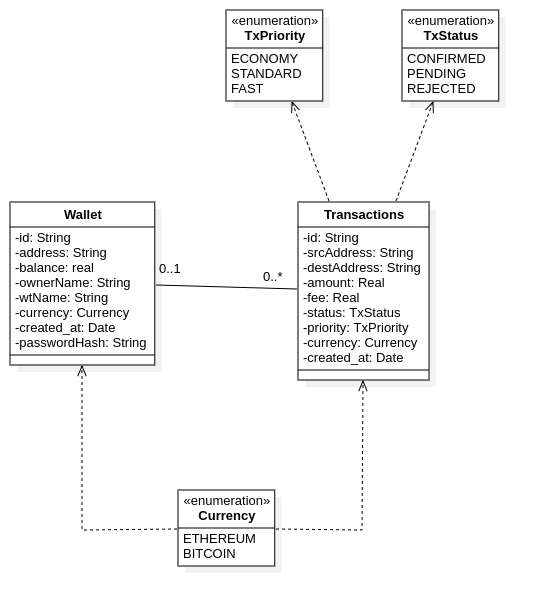 «enumeration»
TxPriority
ECONOMY
STANDARD
FAST
«enumeration»
TxStatus
CONFIRMED
PENDING
REJECTED
Wallet
-id: String
-address: String
-balance: real
-ownerName: String
-wtName: String
-currency: Currency
-created_at: Date
-passwordHash: String
0..1
0..*
Transactions
-id: String
-srcAddress: String
-destAddress: String
-amount: Real
-fee: Real
-status: TxStatus
-priority: TxPriority
-currency: Currency
-created_at: Date
«enumeration»
Currency
ETHEREUM
BITCOIN